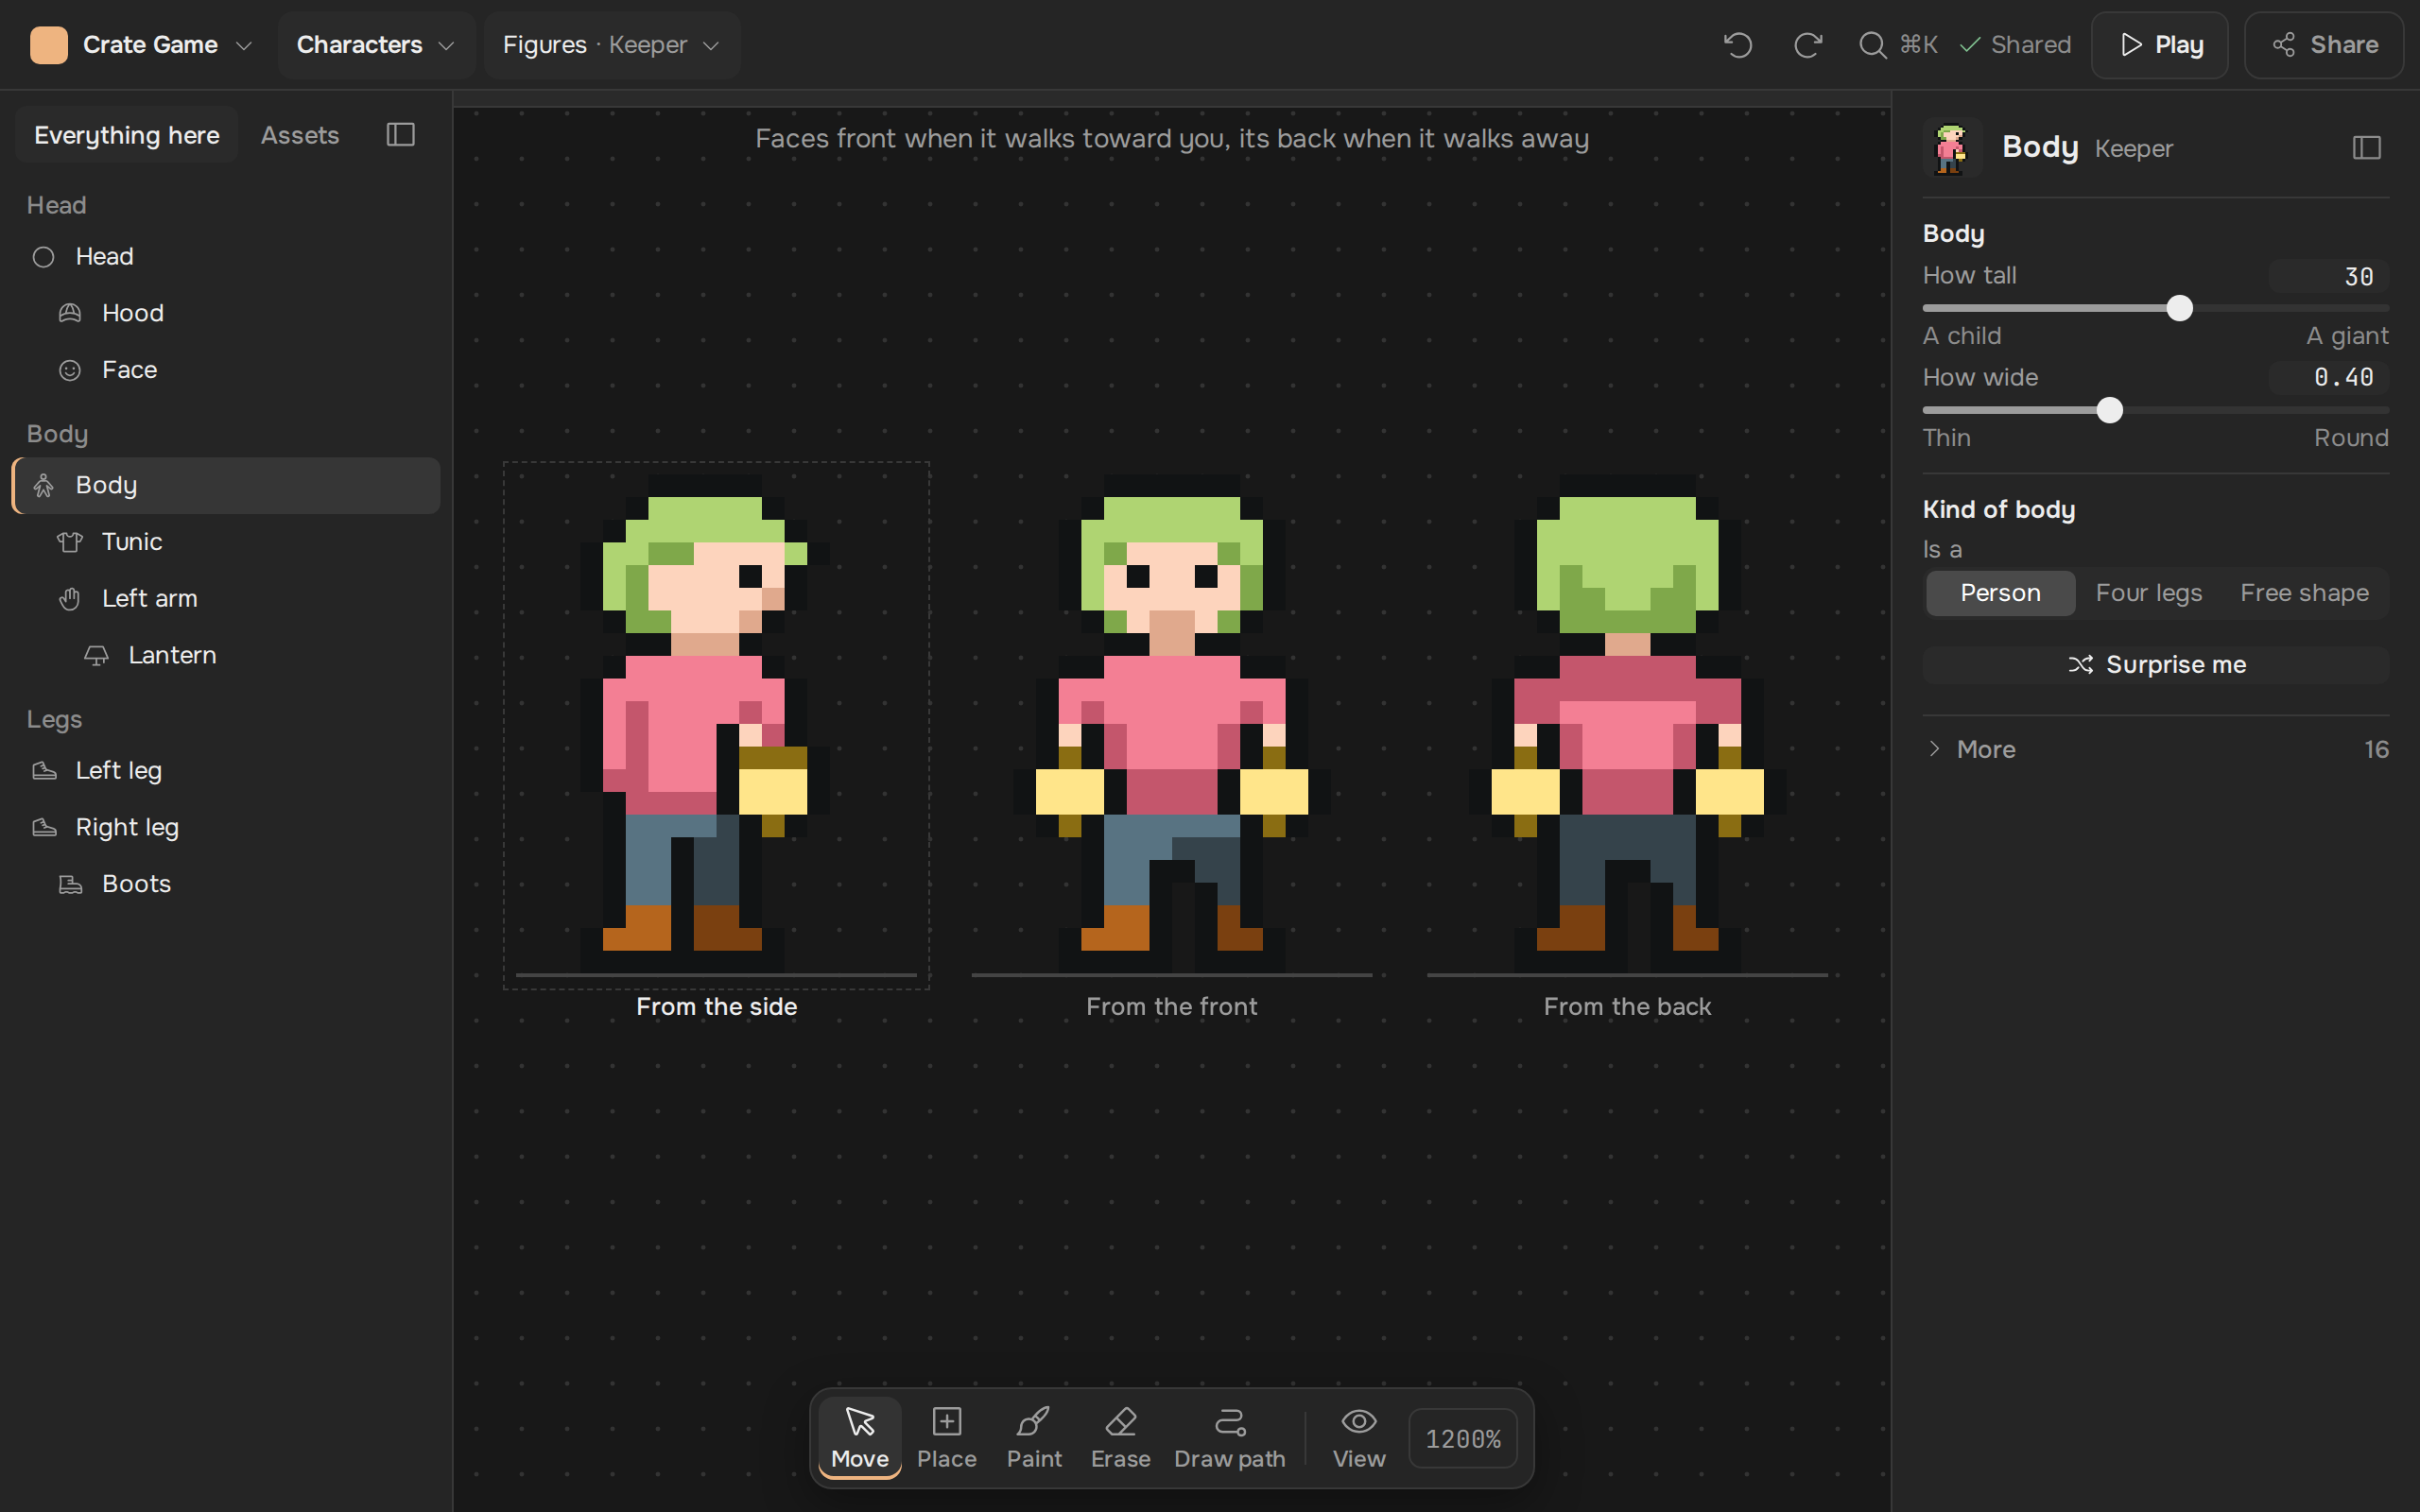 Crate Game
Characters
Figures · Keeper
⌘K
Shared
Play
Share
Everything here
Assets
Head
Head
Hood
Face
Body
Body
Tunic
Left arm
Lantern
Legs
Left leg
Right leg
Boots
Faces front when it walks toward you, its back when it walks away
From the side
From the front
From the back
Move
Place
Paint
Erase
Draw path
View
1200%
Body Keeper
Body
How tall 30
A child A giant
How wide 0.40
Thin Round
Kind of body
Is a
Person Four legs Free shape
Surprise me
More 16